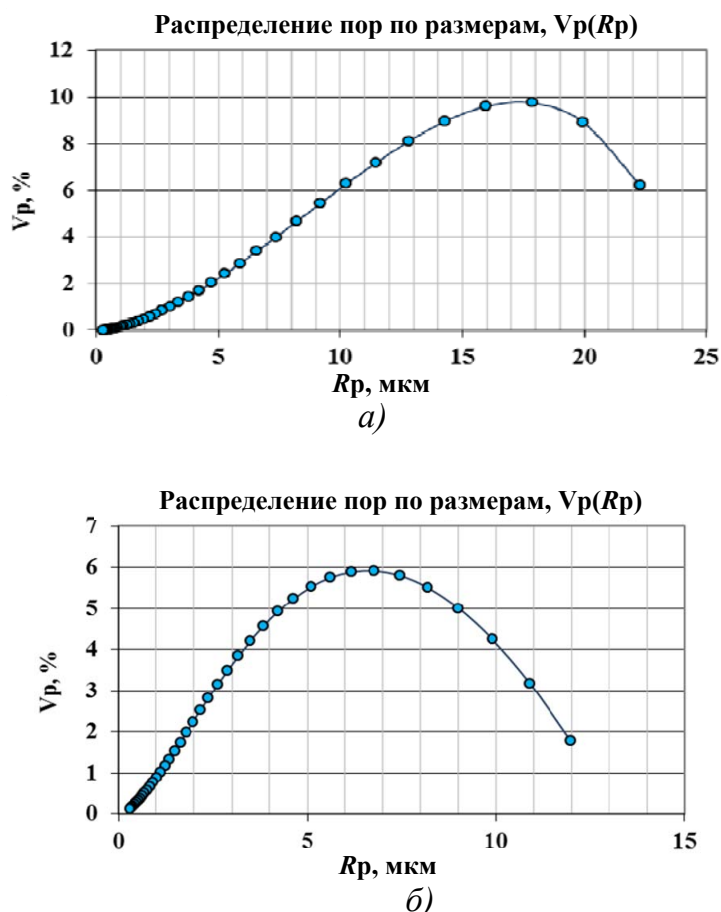 Распределение пор по размерам, Vp(Rp)
12
10
8
6
4
2
0
Vp, %
0 5 10 15 20 25
Rp, мкм
а)
Распределение пор по размерам, Vp(Rp)
7
6
5
4
3
2
1
0
Vp, %
0 5 10 15
Rp, мкм
б)